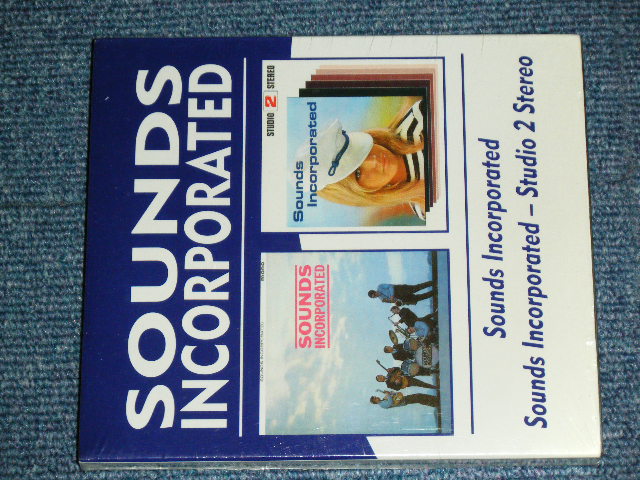 SOUNDS
INCORPORATED
STUDIO 2 STEREO
Sounds
Incorporated
SOUNDS
INCORPORATED
Sounds Incorporated
Sounds Incorporated – Studio 2 Stereo